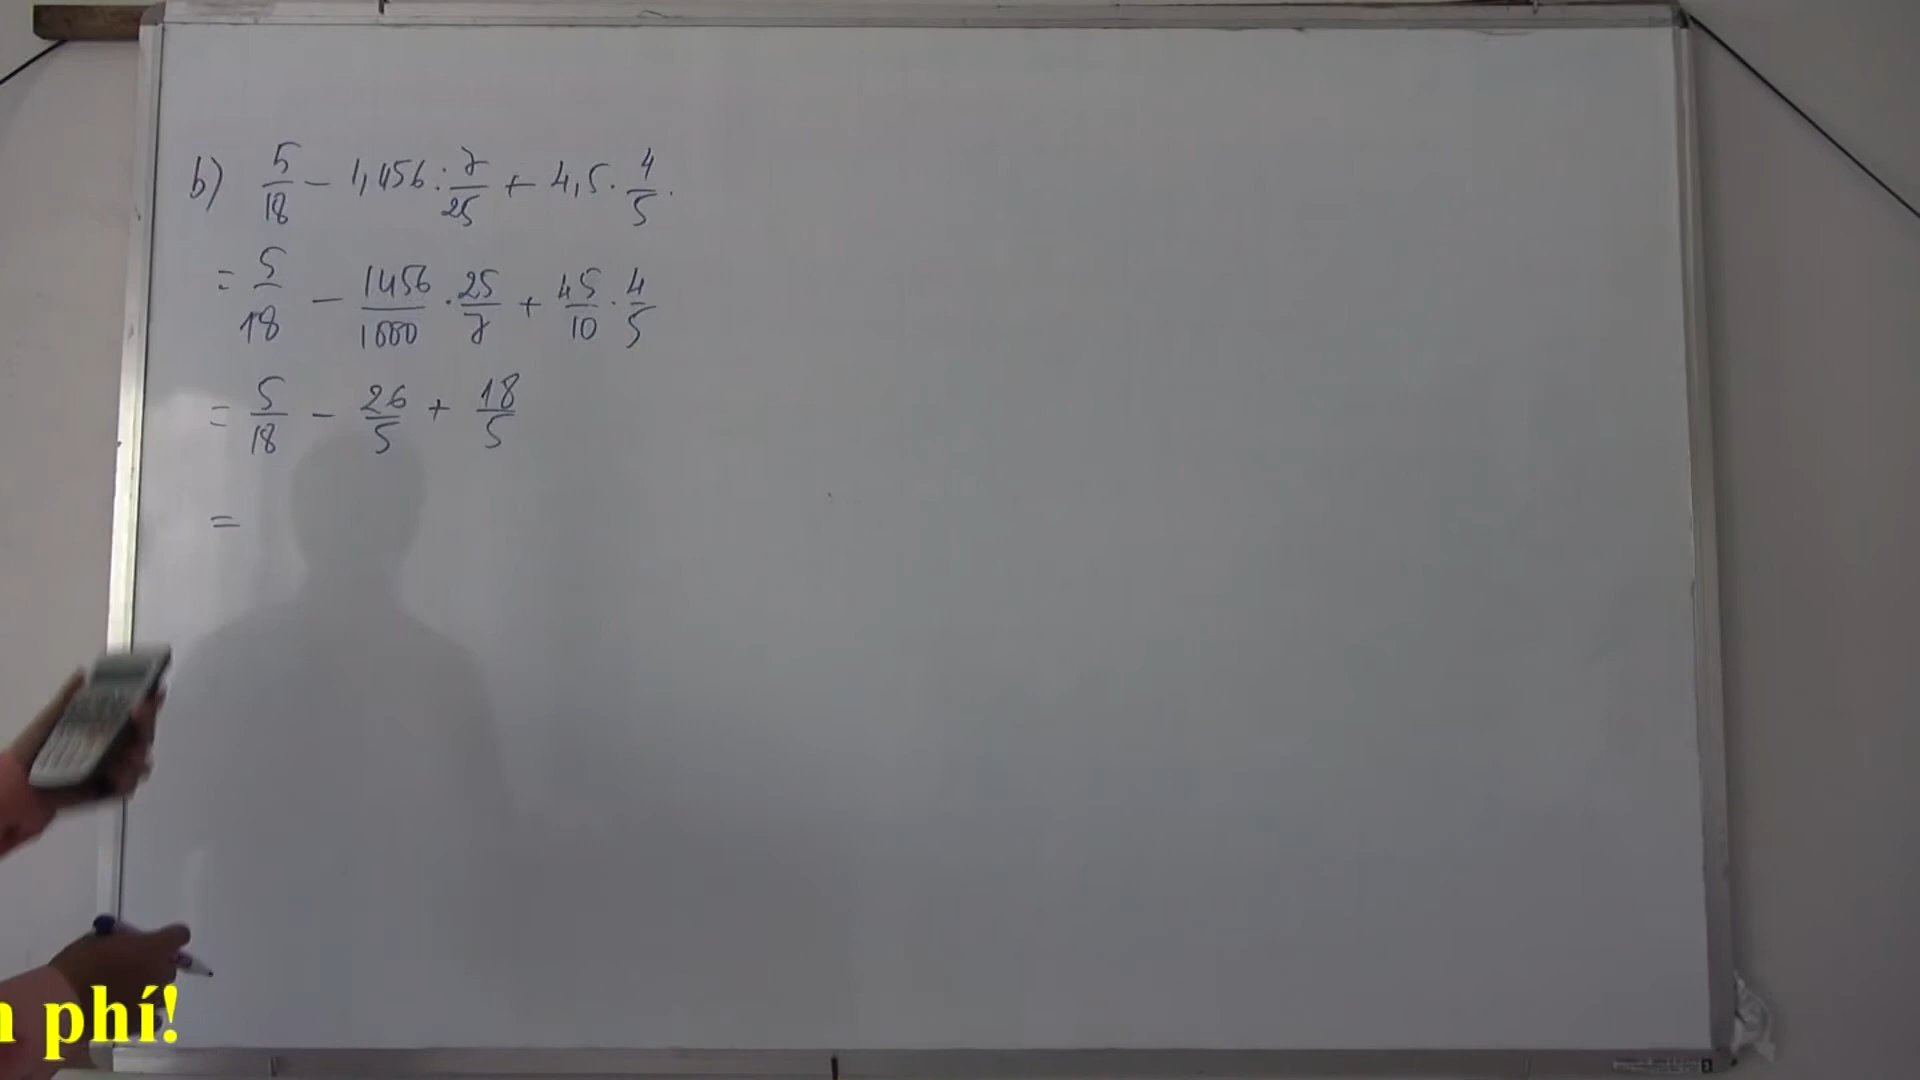 b) 5/18 − 1,456 : 7/25 + 4,5 · 4/5.
= 5/18 − 1456/1000 · 25/7 + 45/10 · 4/5
= 5/18 − 26/5 + 18/5
=
phí!